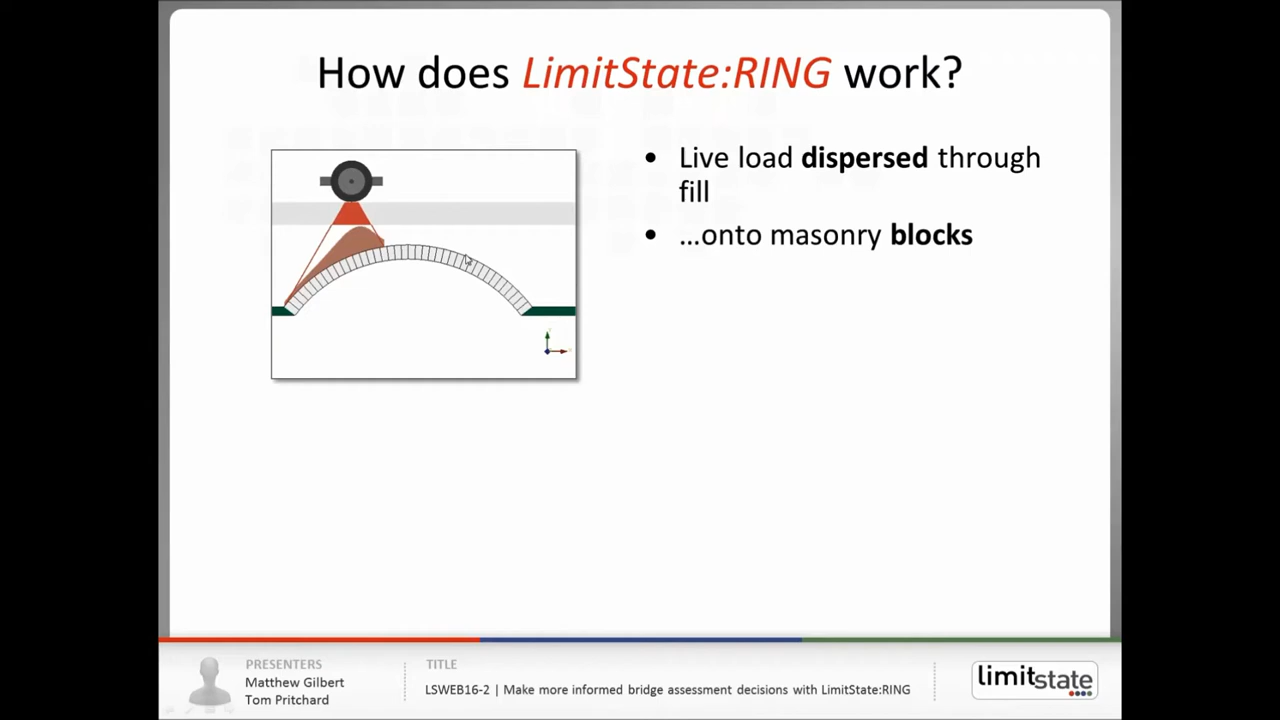 How does LimitState:RING work?
• Live load dispersed through
fill
• ...onto masonry blocks
PRESENTERS
Matthew Gilbert
Tom Pritchard
TITLE
LSWEB16-2 | Make more informed bridge assessment decisions with LimitState:RING
limitstate